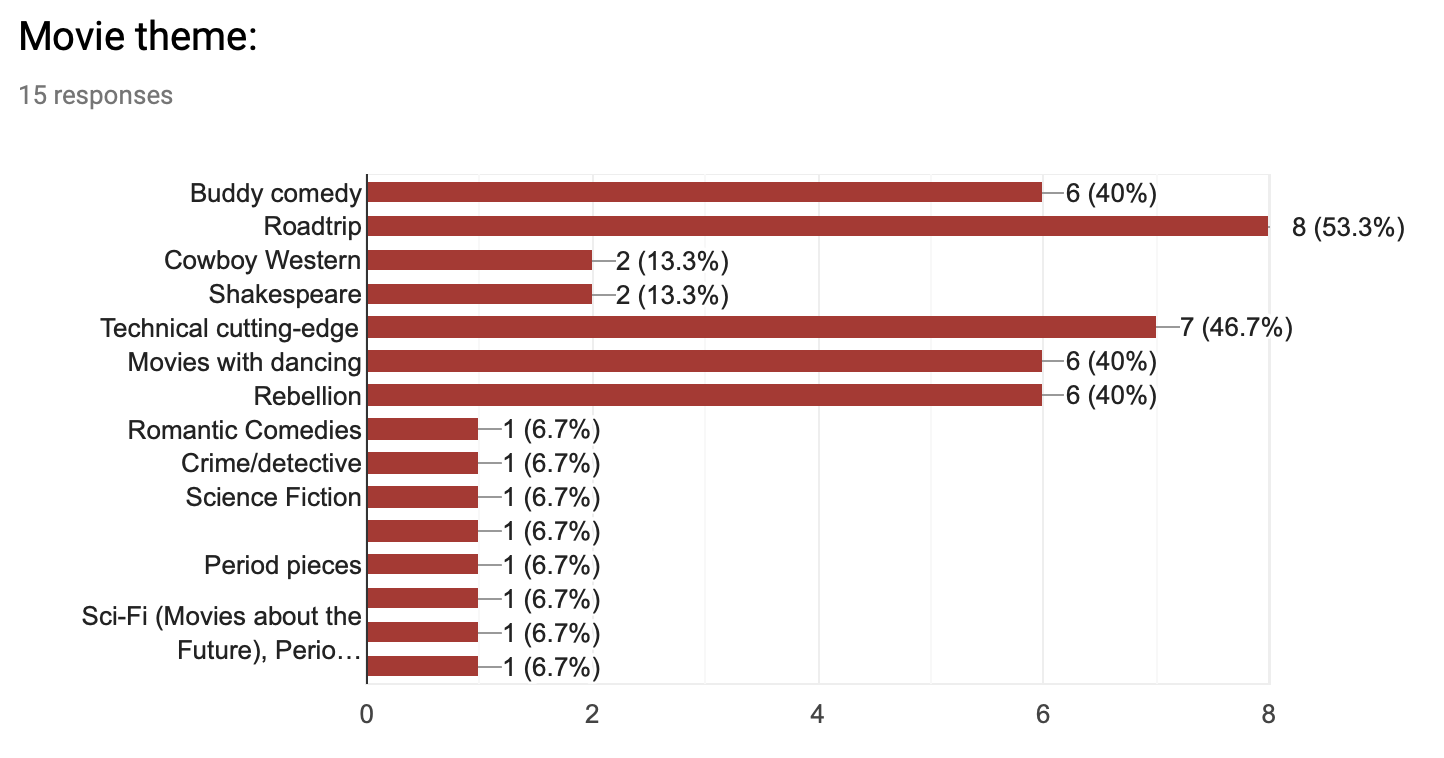 Movie theme:
15 responses
Buddy comedy 6 (40%)
Roadtrip 8 (53.3%)
Cowboy Western 2 (13.3%)
Shakespeare 2 (13.3%)
Technical cutting-edge 7 (46.7%)
Movies with dancing 6 (40%)
Rebellion 6 (40%)
Romantic Comedies 1 (6.7%)
Crime/detective 1 (6.7%)
Science Fiction 1 (6.7%)
1 (6.7%)
Period pieces 1 (6.7%)
1 (6.7%)
Sci-Fi (Movies about the
1 (6.7%)
Future), Perio…
1 (6.7%)
0 2 4 6 8